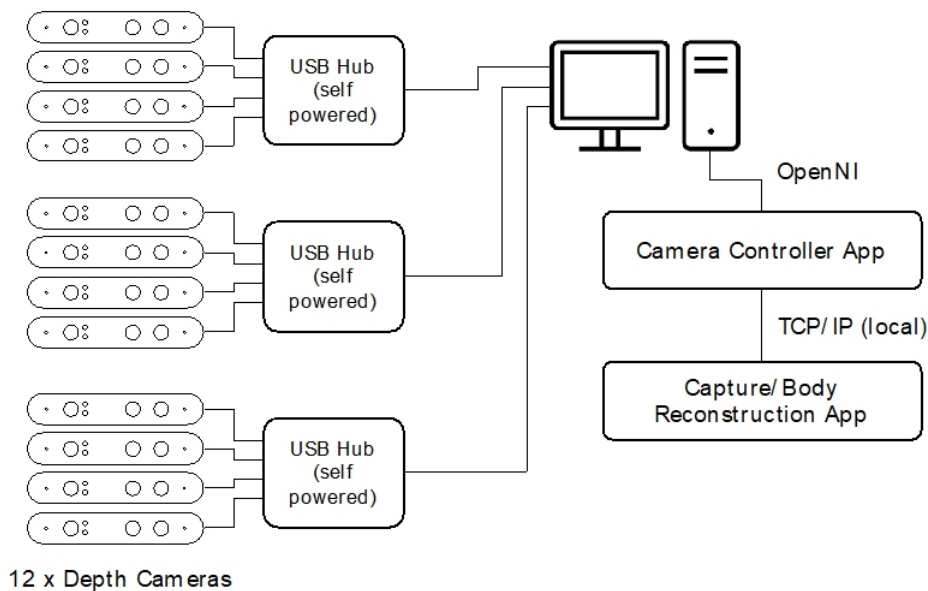 USB Hub
(self
powered)
OpenNI
Camera Controller App
USB Hub
(self
powered)
TCP/IP (local)
Capture/Body
Reconstruction App
USB Hub
(self
powered)
12 x Depth Cameras